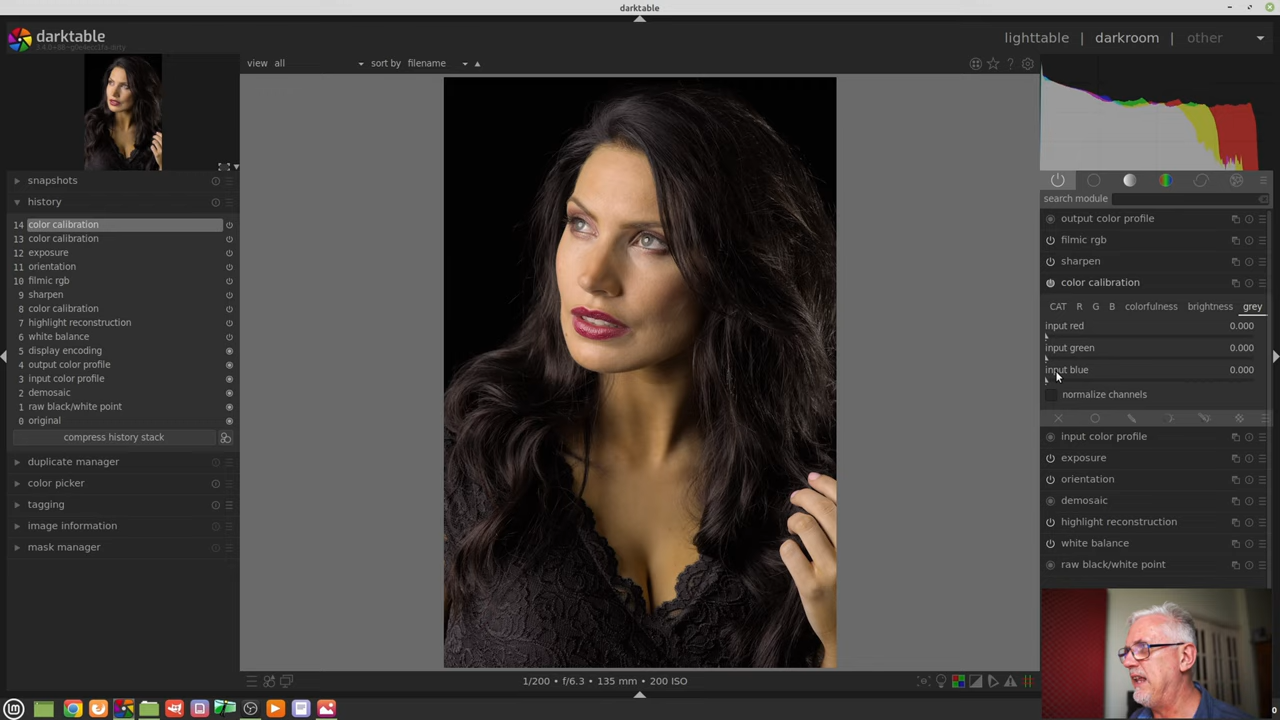 darktable
darktable
lighttable | darkroom | other
view all
sort by filename
snapshots
history
14 color calibration
13 color calibration
12 exposure
11 orientation
10 filmic rgb
9 sharpen
8 color calibration
7 highlight reconstruction
6 white balance
5 display encoding
4 output color profile
3 input color profile
2 demosaic
1 raw black/white point
0 original
compress history stack
duplicate manager
color picker
tagging
image information
mask manager
1/200 • f/6.3 • 135 mm • 200 ISO
search module
output color profile
filmic rgb
sharpen
color calibration
CAT R G B colorfulness brightness grey
input red 0.000
input green 0.000
input blue 0.000
normalize channels
input color profile
exposure
orientation
demosaic
highlight reconstruction
white balance
raw black/white point